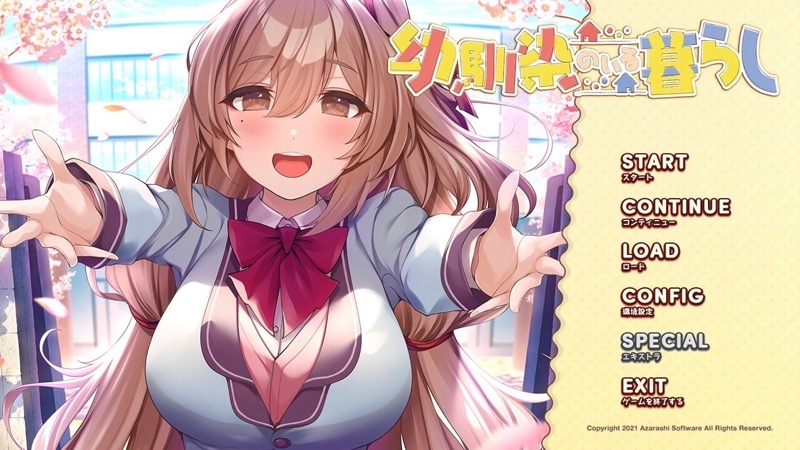 幼馴染のいる暮らし
START
スタート
CONTINUE
コンティニュー
LOAD
ロード
CONFIG
環境設定
SPECIAL
エキストラ
EXIT
ゲームを終了する
Copyright 2021 Azarashi Software All Rights Reserved.